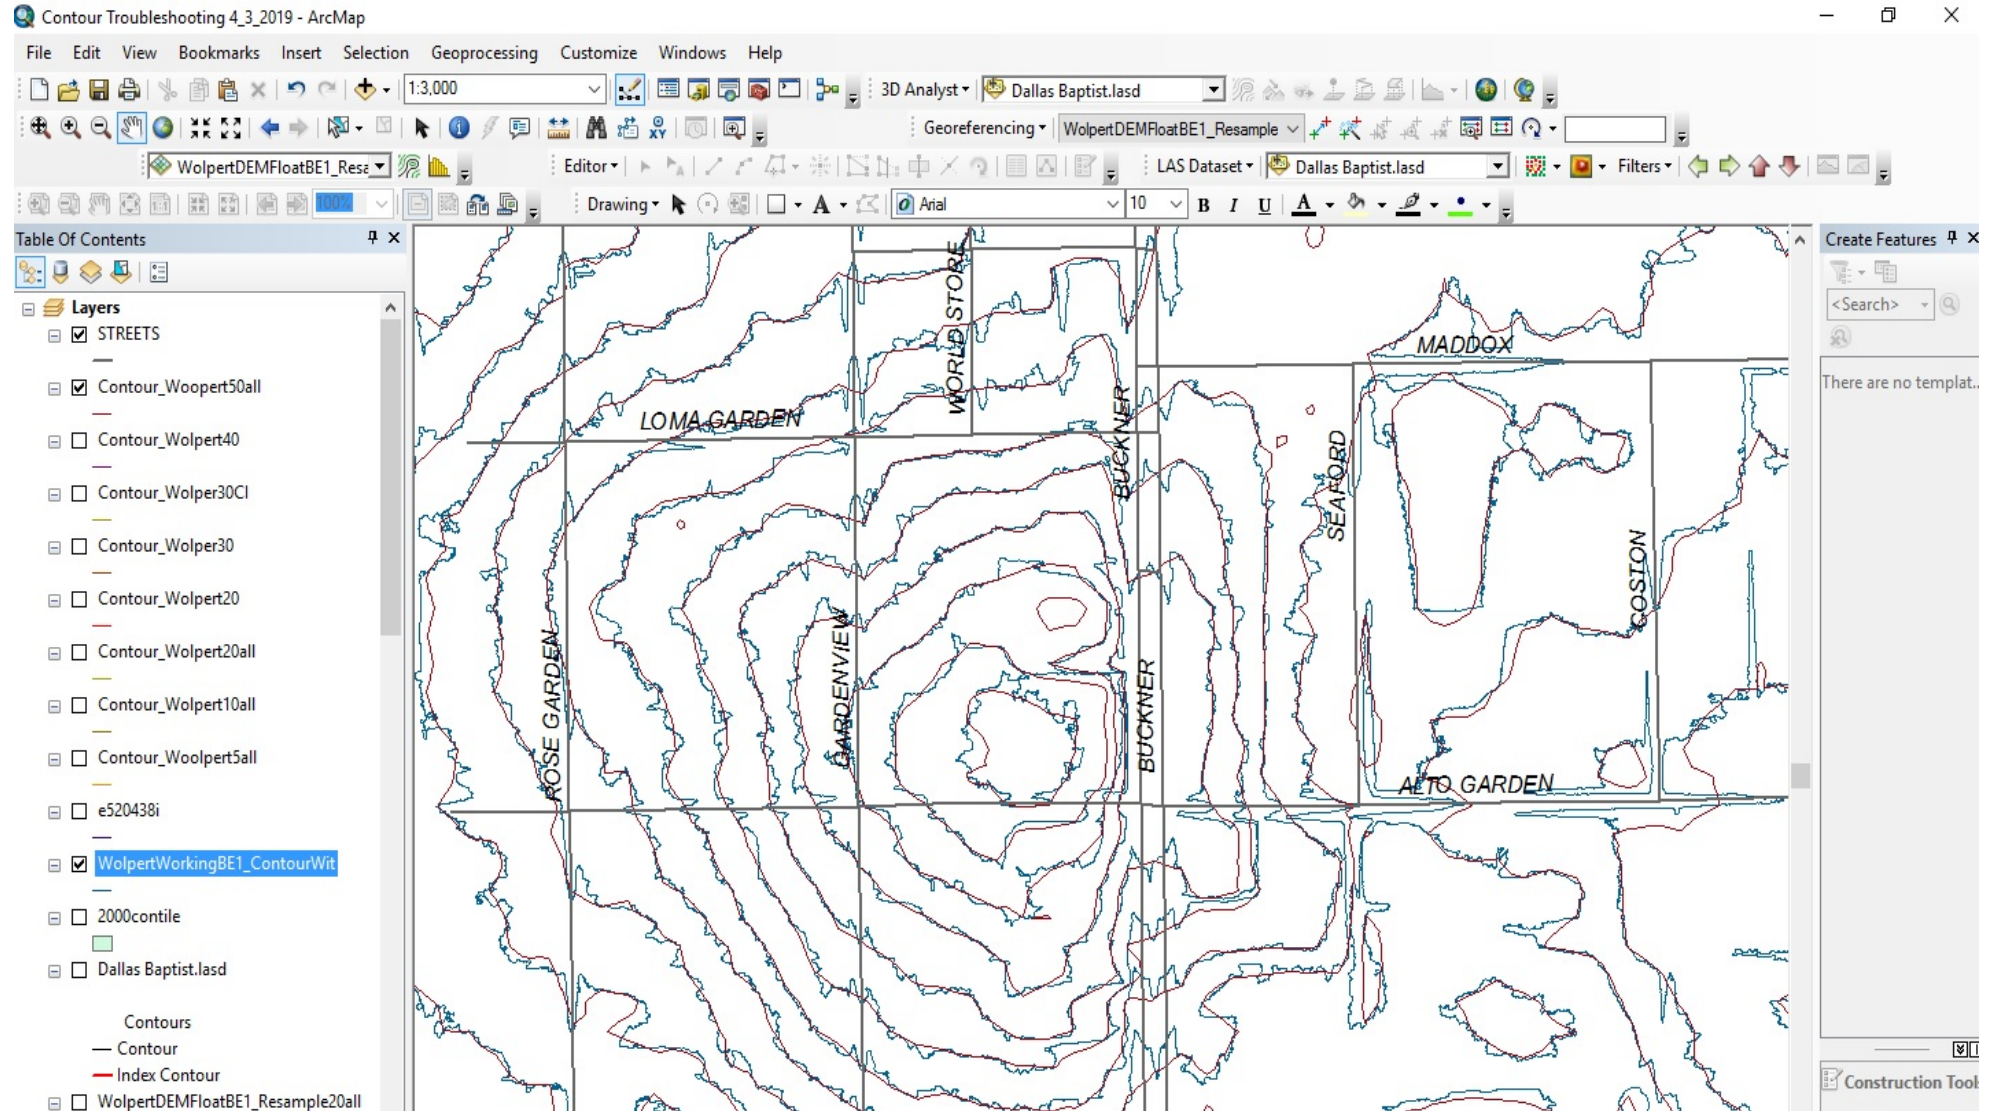 Contour Troubleshooting 4_3_2019 - ArcMap
File Edit View Bookmarks Insert Selection Geoprocessing Customize Windows Help
1:3,000
3D Analyst
Dallas Baptist.lasd
Georeferencing
WolpertDEMFloatBE1_Resample
WolpertDEMFloatBE1_Resa
Editor
LAS Dataset
Dallas Baptist.lasd
Filters
100%
Drawing
A
Arial
10
B I U A
Table Of Contents
Layers
STREETS
Contour_Woopert50all
Contour_Wolpert40
Contour_Wolper30CI
Contour_Wolper30
Contour_Wolpert20
Contour_Wolpert20all
Contour_Wolpert10all
Contour_Woolpert5all
e520438i
WolpertWorkingBE1_ContourWit
2000contile
Dallas Baptist.lasd
Contours
Contour
Index Contour
WolpertDEMFloatBE1_Resample20all
WORLD STORE
MADDOX
LOMA GARDEN
BUCKNER
SEAFORD
COSTON
ROSE GARDEN
GARDENVIEW
BUCKNER
ALTO GARDEN
Create Features
<Search>
There are no templat..
Construction Tool